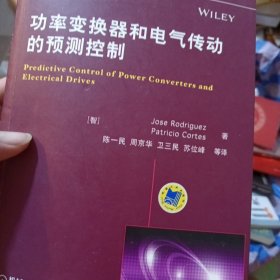 WILEY
功率变换器和电气传动
的预测控制
Predictive Control of Power Converters and
Electrical Drives
[智] Jose Rodriguez
Patricio Cortes 著
陈一民 周京华 卫三民 苏位峰 等译